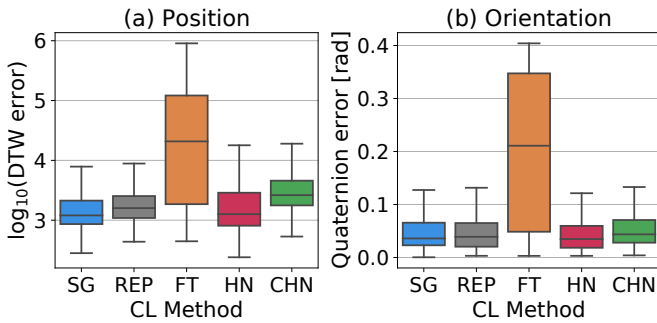 (a) Position
log10(DTW error)
6
5
4
3
SG REP FT HN CHN
CL Method
(b) Orientation
Quaternion error [rad]
0.4
0.3
0.2
0.1
0.0
SG REP FT HN CHN
CL Method